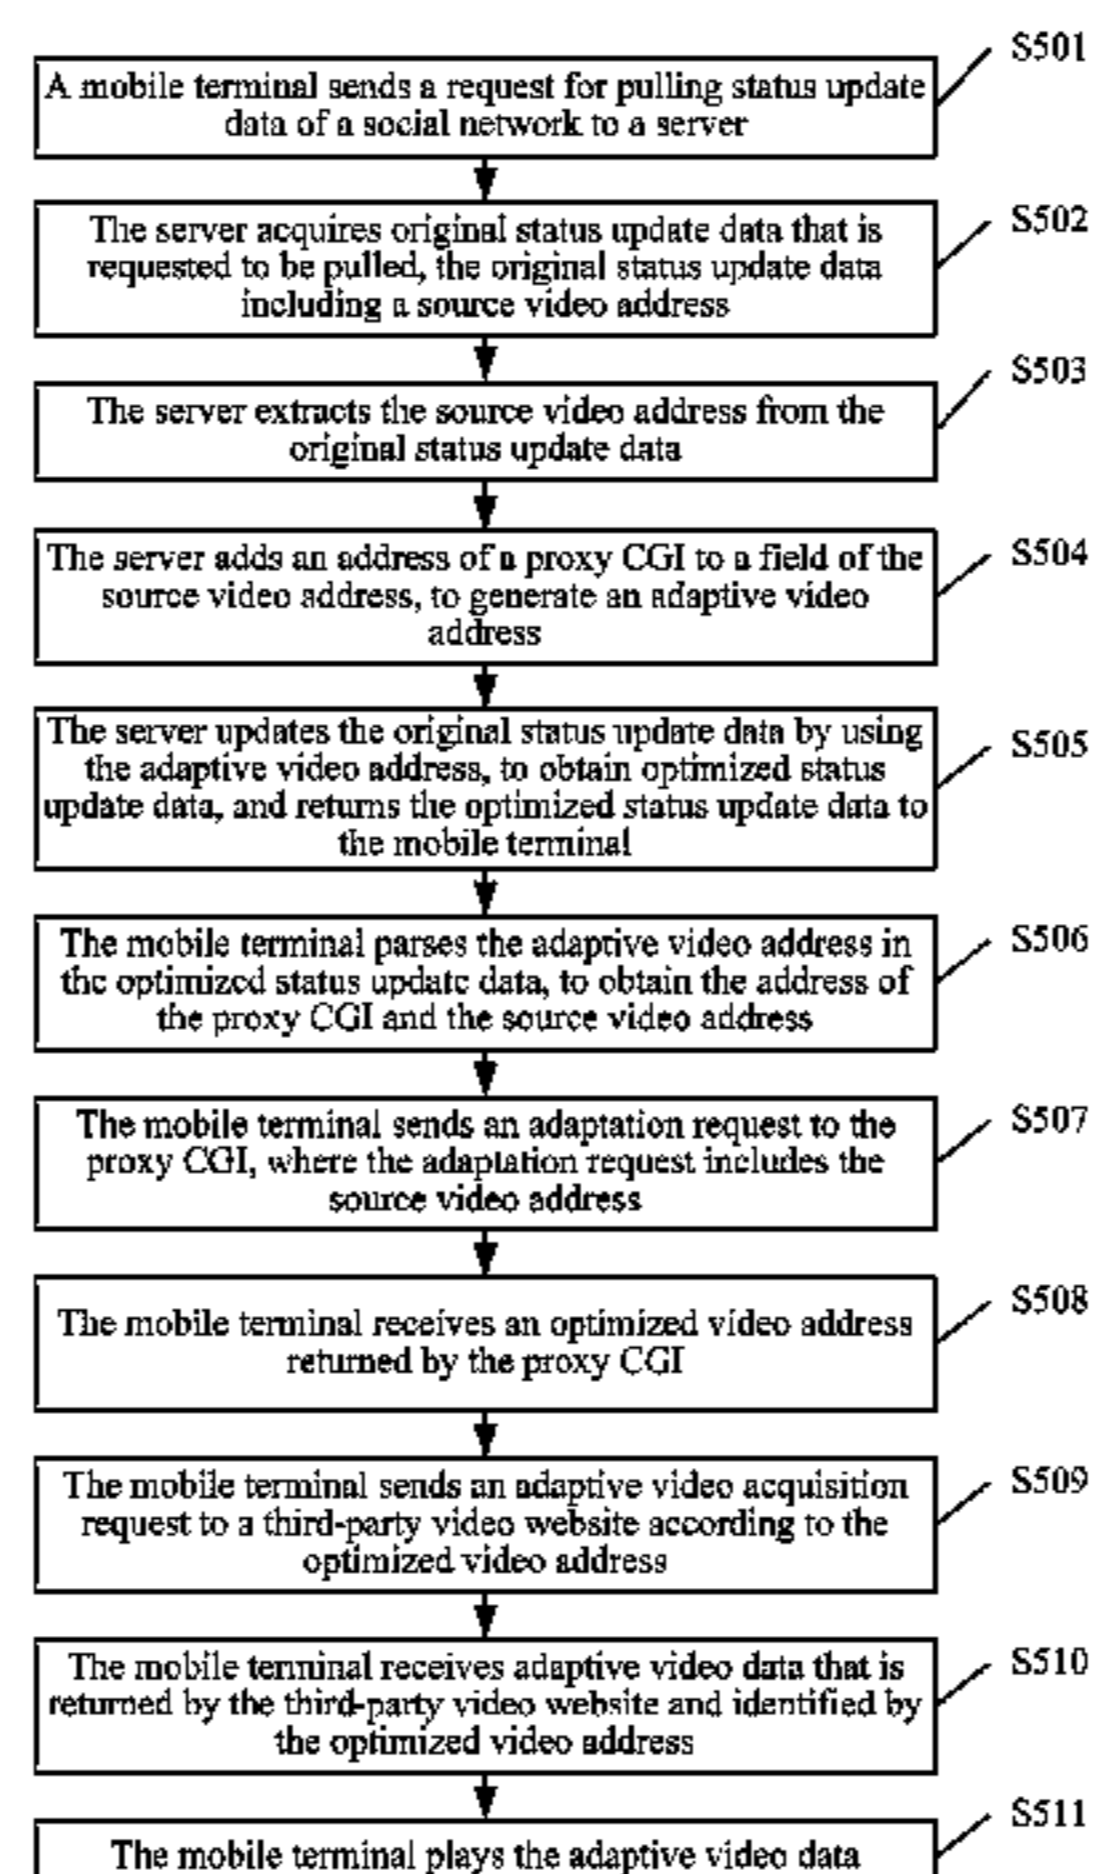 S501
A mobile terminal sends a request for pulling status update
data of a social network to a server
S502
The server acquires original status update data that is
requested to be pulled, the original status update data
including a source video address
S503
The server extracts the source video address from the
original status update data
S504
The server adds an address of a proxy CGI to a field of the
source video address, to generate an adaptive video
address
S505
The server updates the original status update data by using
the adaptive video address, to obtain optimized status
update data, and returns the optimized status update data to
the mobile terminal
S506
The mobile terminal parses the adaptive video address in
the optimized status update data, to obtain the address of
the proxy CGI and the source video address
S507
The mobile terminal sends an adaptation request to the
proxy CGI, where the adaptation request includes the
source video address
S508
The mobile terminal receives an optimized video address
returned by the proxy CGI
S509
The mobile terminal sends an adaptive video acquisition
request to a third-party video website according to the
optimized video address
S510
The mobile terminal receives adaptive video data that is
returned by the third-party video website and identified by
the optimized video address
S511
The mobile terminal plays the adaptive video data